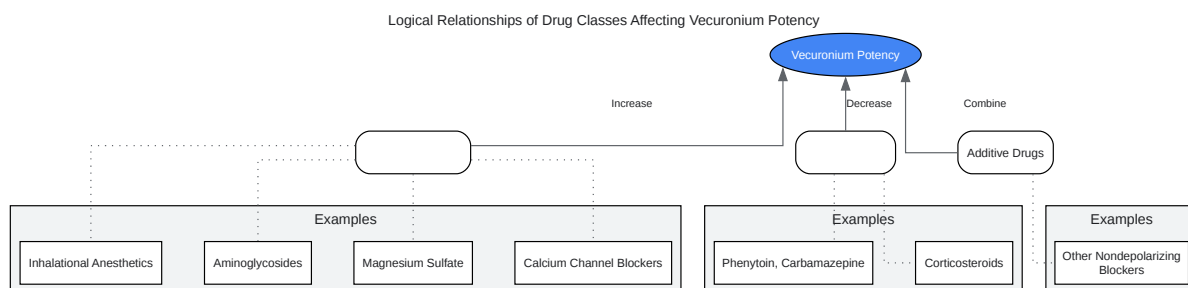 Logical Relationships of Drug Classes Affecting Vecuronium Potency
Vecuronium Potency
Increase
Decrease
Combine
Additive Drugs
Examples
Examples
Examples
Inhalational Anesthetics
Aminoglycosides
Magnesium Sulfate
Calcium Channel Blockers
Phenytoin, Carbamazepine
Corticosteroids
Other Nondepolarizing
Blockers